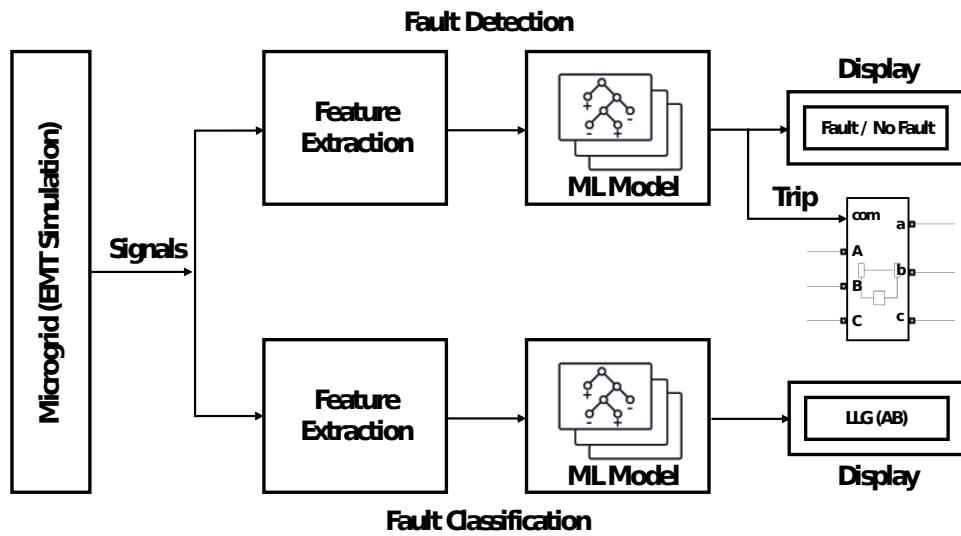 Fault Detection
Microgrid (EMT Simulation)
Signals
Feature
Extraction
+
-
-
+
-
ML Model
Display
Fault / No Fault
Trip
com
a
A
b
B
C
c
Feature
Extraction
+
-
-
+
-
ML Model
LLG (AB)
Display
Fault Classification